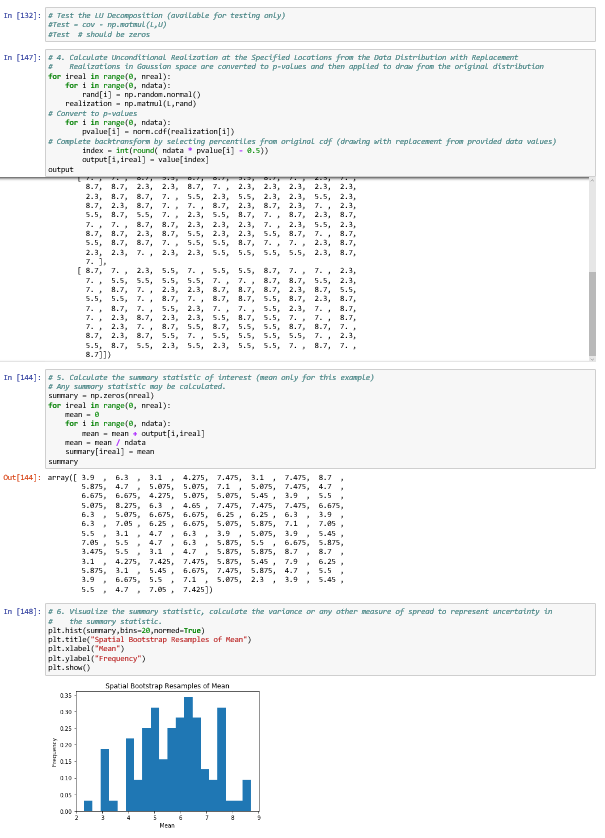 In [132]: # Test the LU Decomposition (available for testing only)
#Test = cov - np.matmul(L,U)
#Test  # should be zeros
In [147]: # 4. Calculate Unconditional Realization at the Specified Locations from the Data Distribution with Replacement
#    Realizations in Gaussian space are converted to p-values and then applied to draw from the original distribution
for ireal in range(0, nreal):
for i in range(0, ndata):
rand[i] = np.random.normal()
realization = np.matmul(L,rand)
# Convert to p-values
for i in range(0, ndata):
pvalue[i] = norm.cdf(realization[i])
# Complete backtransform by selecting percentiles from original cdf (drawing with replacement from provided data values)
index = int(round( ndata * pvalue[i] - 0.5))
output[i,ireal] = value[index]
output
8.7, 8.7, 2.3, 2.3, 8.7, 7. , 2.3, 2.3, 2.3, 2.3, 2.3,
2.3, 8.7, 8.7, 7. , 5.5, 2.3, 5.5, 2.3, 2.3, 7. , 8.7,
8.7, 2.3, 8.7, 7. , 8.7, 7. , 7. , 8.7, 7. , 7. , 8.7,
5.5, 8.7, 5.5, 7. , 2.3, 5.5, 8.7, 7. , 8.7, 2.3, 8.7,
7. , 7. , 8.7, 8.7, 8.7, 8.7, 7. , 7. , 2.3, 5.5, 2.3,
8.7, 8.7, 2.3, 8.7, 5.5, 2.3, 2.3, 5.5, 8.7, 7. , 8.7,
5.5, 5.5, 8.7, 8.7, 7. , 5.5, 8.7, 8.7, 7. , 7. , 8.7,
2.3, 2.3, 7. , 2.3, 2.3, 5.5, 5.5, 5.5, 5.5, 2.3, 8.7,
7. ],
[ 8.7, 7. , 2.3, 5.5, 7. , 5.5, 5.5, 8.7, 7. , 7. , 2.3,
7. , 5.5, 5.5, 5.5, 5.5, 7. , 7. , 8.7, 8.7, 5.5, 2.3,
7. , 8.7, 7. , 2.3, 2.3, 8.7, 8.7, 8.7, 2.3, 8.7, 5.5,
5.5, 5.5, 7. , 8.7, 7. , 7. , 8.7, 5.5, 8.7, 2.3, 8.7,
7. , 8.7, 7. , 5.5, 2.3, 7. , 7. , 5.5, 2.3, 7. , 7. ,
7. , 2.3, 8.7, 2.3, 2.3, 5.5, 8.7, 7. , 7. , 7. , 8.7,
7. , 2.3, 7. , 8.7, 5.5, 8.7, 5.5, 5.5, 8.7, 8.7, 7. ,
8.7, 2.3, 5.5, 8.7, 5.5, 8.7, 2.3, 2.3, 5.5, 7. , 2.3,
5.5, 8.7, 5.5, 2.3, 5.5, 2.3, 5.5, 5.5, 7. , 8.7, 7. ,
8.7]])
In [144]: # 5. Calculate the summary statistic of interest (mean only for this example)
# Any summary statistic may be calculated.
summary = np.zeros(nreal)
for ireal in range(0, nreal):
mean = 0
for i in range(0, ndata):
mean = mean + output[i,ireal]
mean = mean / ndata
summary[ireal] = mean
summary
Out[144]: array([ 3.9  ,  6.3  ,  3.1  ,  4.275,  7.475,  3.1  ,  7.475,  8.7  ,
5.875,  4.7  ,  5.075,  5.075,  7.1  ,  5.075,  7.475,  4.7  ,
6.675,  6.675,  4.275,  5.075,  5.075,  5.45 ,  3.9  ,  5.5  ,
5.075,  8.275,  6.3  ,  4.65 ,  7.475,  7.475,  7.475,  6.675,
6.3  ,  5.075,  6.675,  6.675,  6.25 ,  6.25 ,  6.3  ,  3.9  ,
6.3  ,  7.05 ,  6.25 ,  6.675,  5.075,  5.875,  7.1  ,  7.05 ,
5.5  ,  3.1  ,  4.7  ,  6.3  ,  3.9  ,  5.075,  3.9  ,  5.45 ,
7.05 ,  5.5  ,  4.7  ,  6.3  ,  5.875,  5.5  ,  6.675,  5.875,
3.475,  5.5  ,  3.1  ,  4.7  ,  5.875,  5.875,  8.7  ,  8.7  ,
3.1  ,  4.275,  7.425,  7.475,  5.875,  5.45 ,  7.9  ,  6.25 ,
5.875,  3.1  ,  5.45 ,  6.675,  7.475,  5.875,  4.7  ,  5.5  ,
3.9  ,  6.675,  5.5  ,  7.1  ,  5.075,  2.3  ,  3.9  ,  5.45 ,
5.5  ,  4.7  ,  7.05 ,  7.425])
In [148]: # 6. Visualize the summary statistic, calculate the variance or any other measure of spread to represent uncertainty in
#    the summary statistic.
plt.hist(summary,bins=20,normed=True)
plt.title("Spatial Bootstrap Resamples of Mean")
plt.xlabel("Mean")
plt.ylabel("Frequency")
plt.show()
Spatial Bootstrap Resamples of Mean
0.35
0.30
0.25
0.20
0.15
0.10
0.05
0.00
Frequency
2 3 4 5 6 7 8 9
Mean